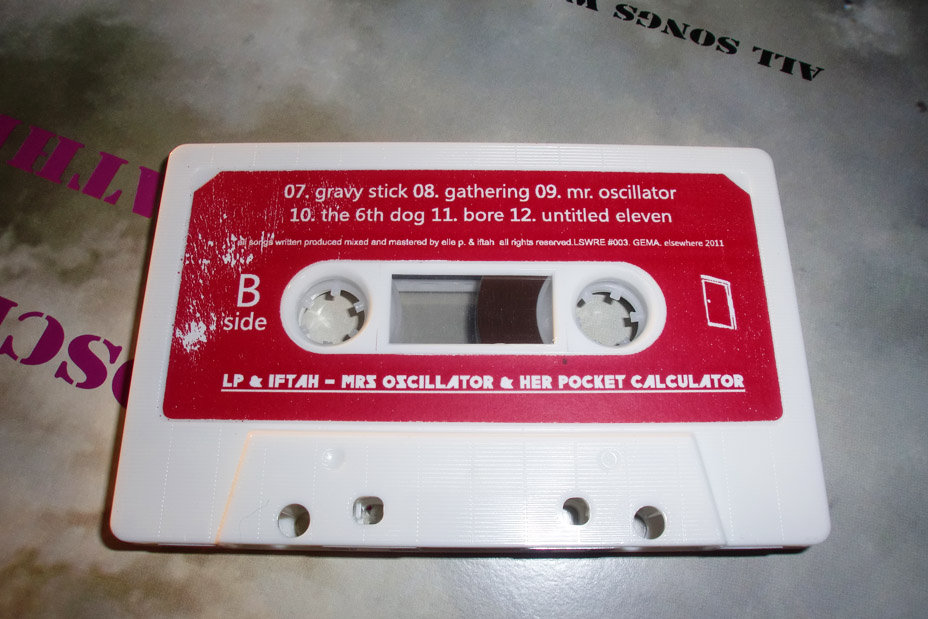 ALL SONGS W
ATHI
OSCI
07. gravy stick 08. gathering 09. mr. oscillator
10. the 6th dog 11. bore 12. untitled eleven
all songs written produced mixed and mastered by elle p. & iftah all rights reserved.LSWRE #003. GEMA. elsewhere 2011
B
side
LP & IFTAH - MRS OSCILLATOR & HER POCKET CALCULATOR